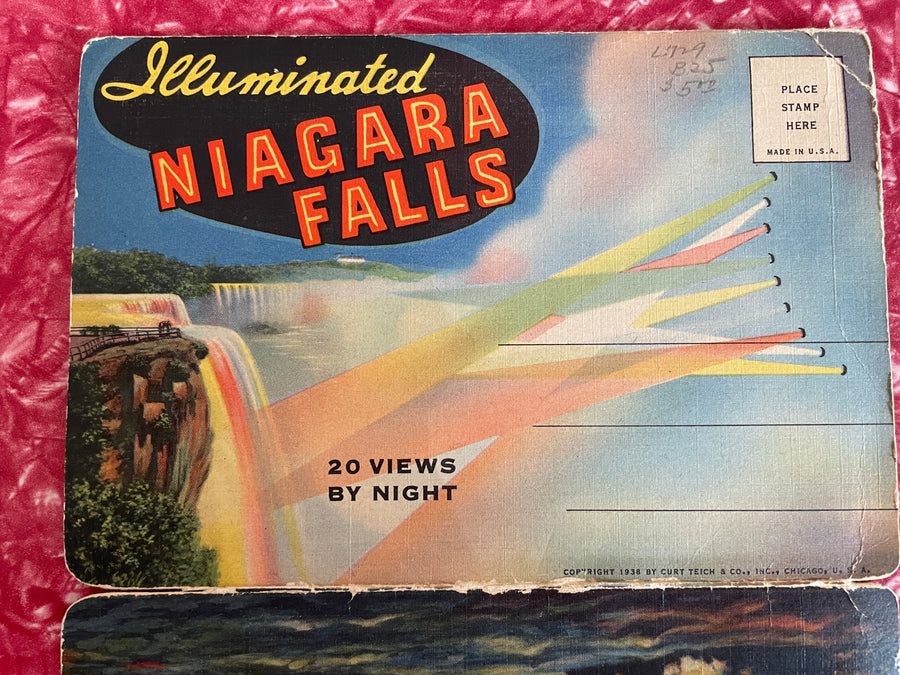 Illuminated
NIAGARA
FALLS
B25
PLACE
STAMP
HERE
MADE IN U.S.A.
20 VIEWS
BY NIGHT
COPYRIGHT 1938 BY CURT TEICH & CO., INC., CHICAGO, U. S. A.